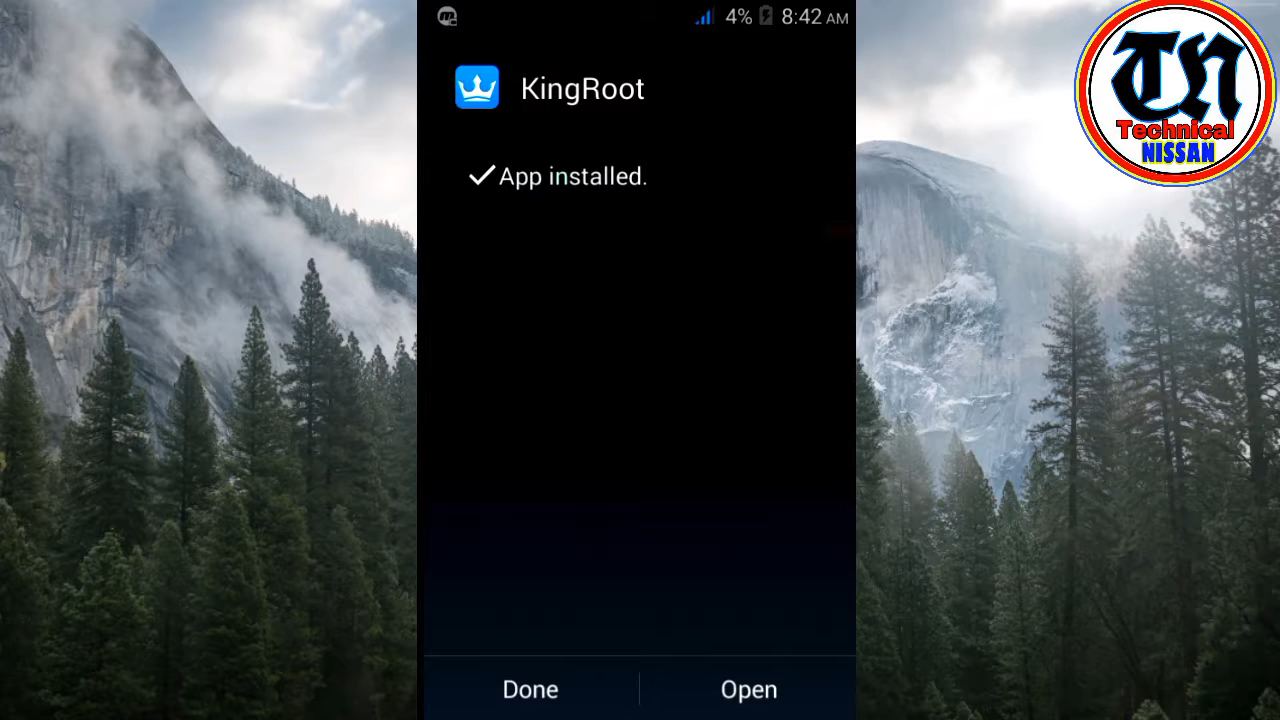 4% 8:42 AM
KingRoot
App installed.
Done
Open
TN
Technical
NISSAN